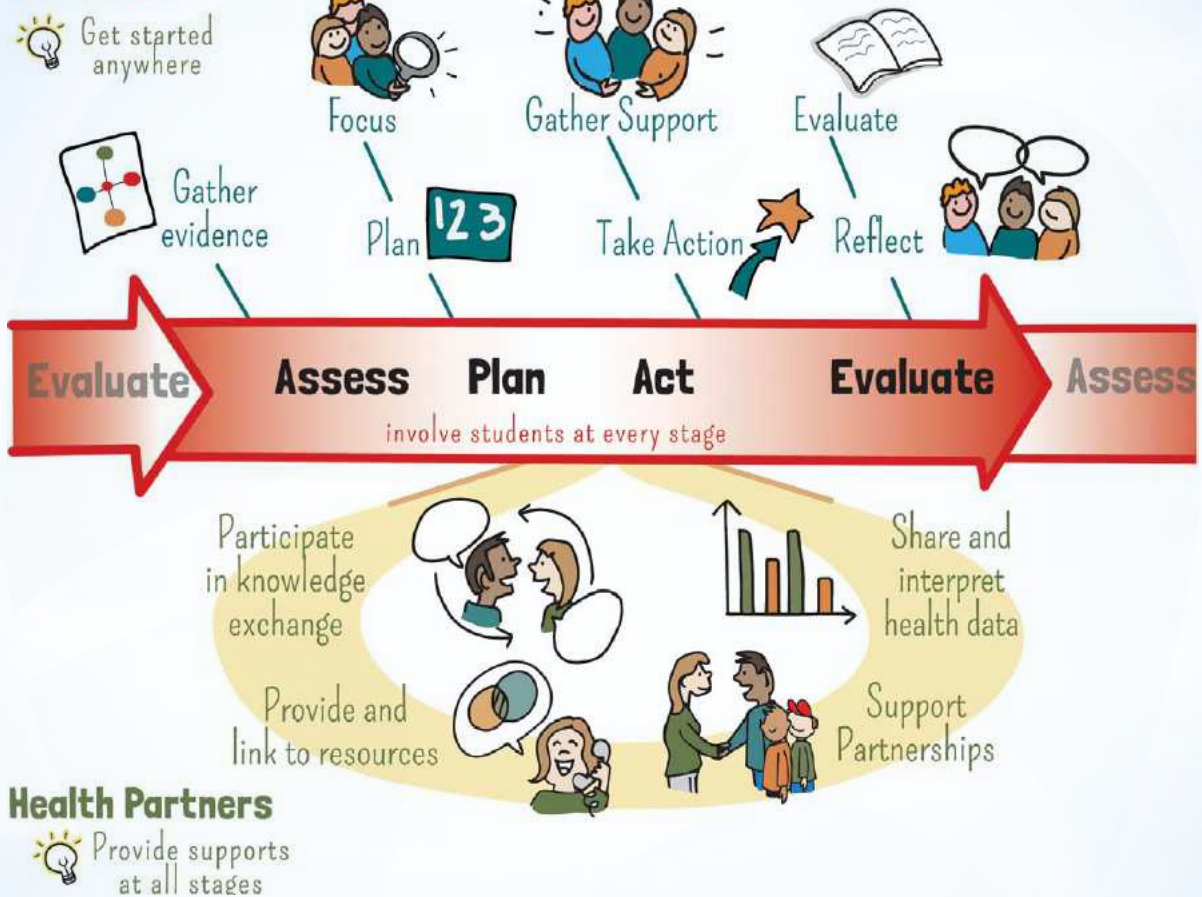 Get started
anywhere
Focus
Gather Support
Evaluate
Gather
evidence
Plan
123
Take Action
Reflect
Evaluate
Assess
Plan
Act
Evaluate
Assess
involve students at every stage
Participate
in knowledge
exchange
Share and
interpret
health data
Provide and
link to resources
Support
Partnerships
Health Partners
Provide supports
at all stages